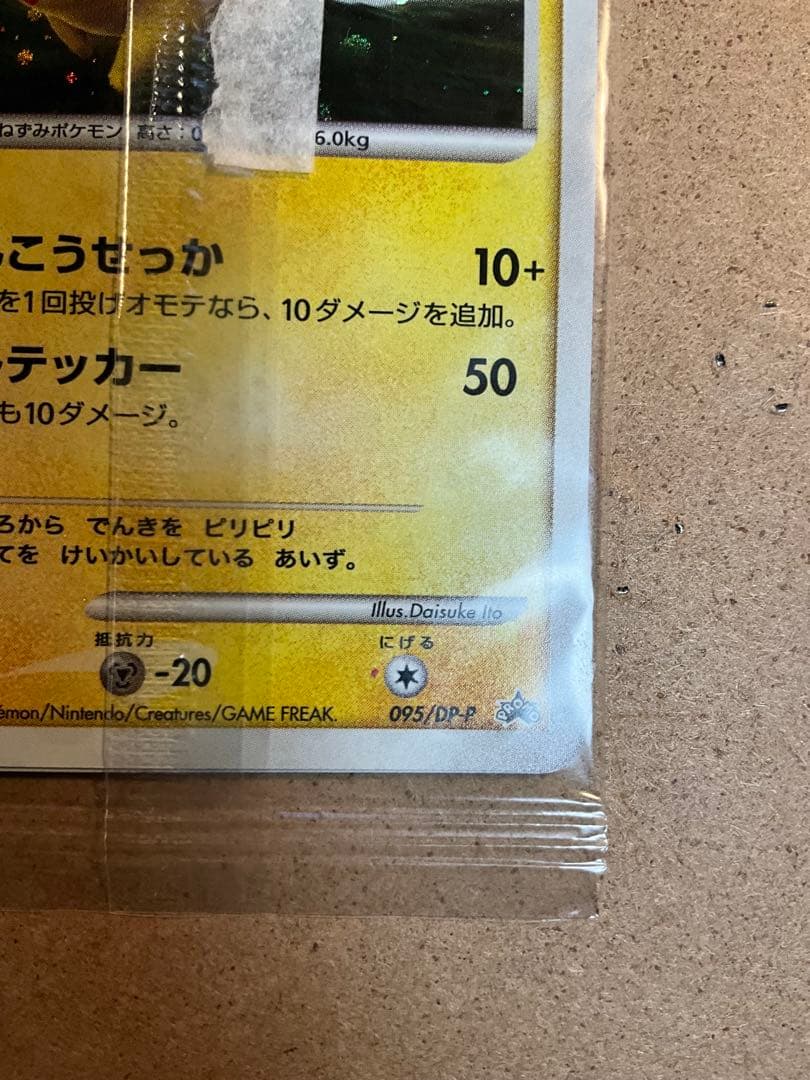 ねずみポケモン 高さ:0 6.0kg
こうせっか 10+
を1回投げオモテなら、10ダメージを追加。
テッカー 50
も10ダメージ。
ろから でんきを ピリピリ
てを けいかいしている あいず。
Illus.Daisuke Ito
抵抗力 にげる
-20
émon/Nintendo/Creatures/GAME FREAK. 095/DP-P PROMO